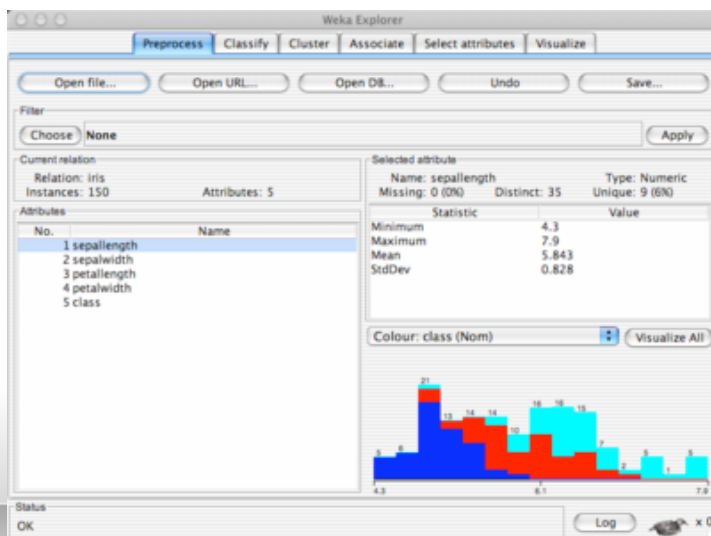 Weka Explorer
Preprocess Classify Cluster Associate Select attributes Visualize
Open file... Open URL... Open DB... Undo Save...
Filter
Choose None Apply
Current relation
Relation: iris
Instances: 150 Attributes: 5
Attributes
No. Name
1 sepallength
2 sepalwidth
3 petallength
4 petalwidth
5 class
Selected attribute
Name: sepallength Type: Numeric
Missing: 0 (0%) Distinct: 35 Unique: 9 (6%)
Statistic Value
Minimum 4.3
Maximum 7.9
Mean 5.843
StdDev 0.828
Colour: class (Nom) Visualize All
5 6 21 13 14 14 10 16 16 15 7 2 5 1 5
4.3 6.1 7.9
Status
OK
Log x 0